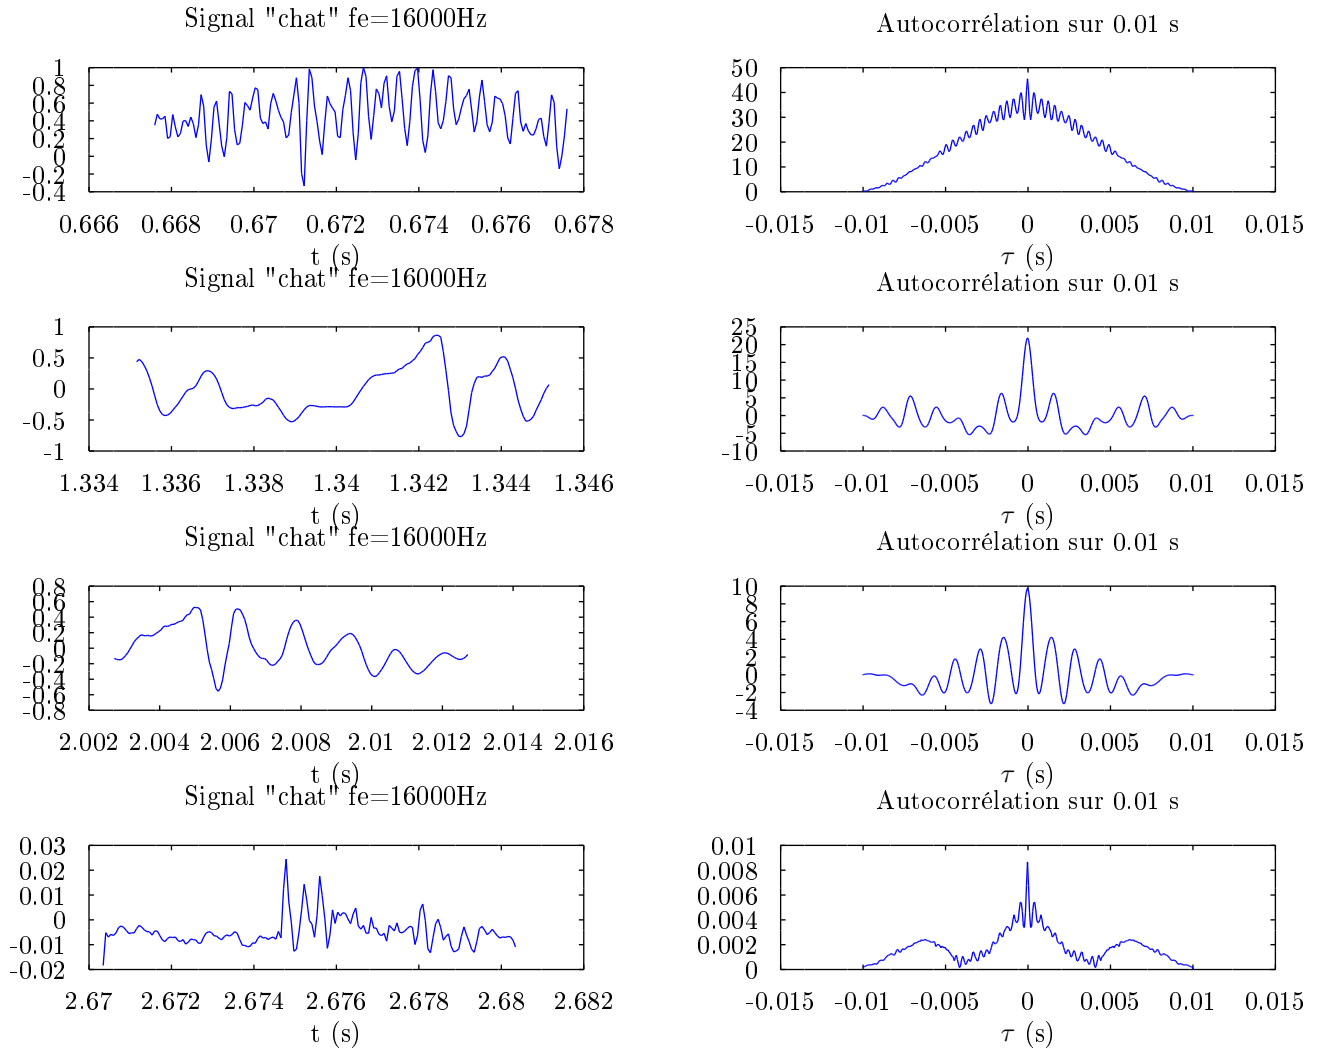 Signal "chat" fe=16000Hz
1
0.8
0.6
0.4
0.2
0
-0.2
-0.4
0.666 0.668 0.67 0.672 0.674 0.676 0.678
t (s)
Autocorrélation sur 0.01 s
50
40
30
20
10
0
-0.015 -0.01 -0.005 0 0.005 0.01 0.015
τ (s)
Signal "chat" fe=16000Hz
1
0.5
0
-0.5
-1
1.334 1.336 1.338 1.34 1.342 1.344 1.346
t (s)
Autocorrélation sur 0.01 s
25
20
15
10
5
0
-5
-10
-0.015 -0.01 -0.005 0 0.005 0.01 0.015
τ (s)
Signal "chat" fe=16000Hz
0.8
0.6
0.4
0.2
0
-0.2
-0.4
-0.6
-0.8
2.002 2.004 2.006 2.008 2.01 2.012 2.014 2.016
t (s)
Autocorrélation sur 0.01 s
10
8
6
4
2
0
-2
-4
-0.015 -0.01 -0.005 0 0.005 0.01 0.015
τ (s)
Signal "chat" fe=16000Hz
0.03
0.02
0.01
0
-0.01
-0.02
2.67 2.672 2.674 2.676 2.678 2.68 2.682
t (s)
Autocorrélation sur 0.01 s
0.01
0.008
0.006
0.004
0.002
0
-0.015 -0.01 -0.005 0 0.005 0.01 0.015
τ (s)